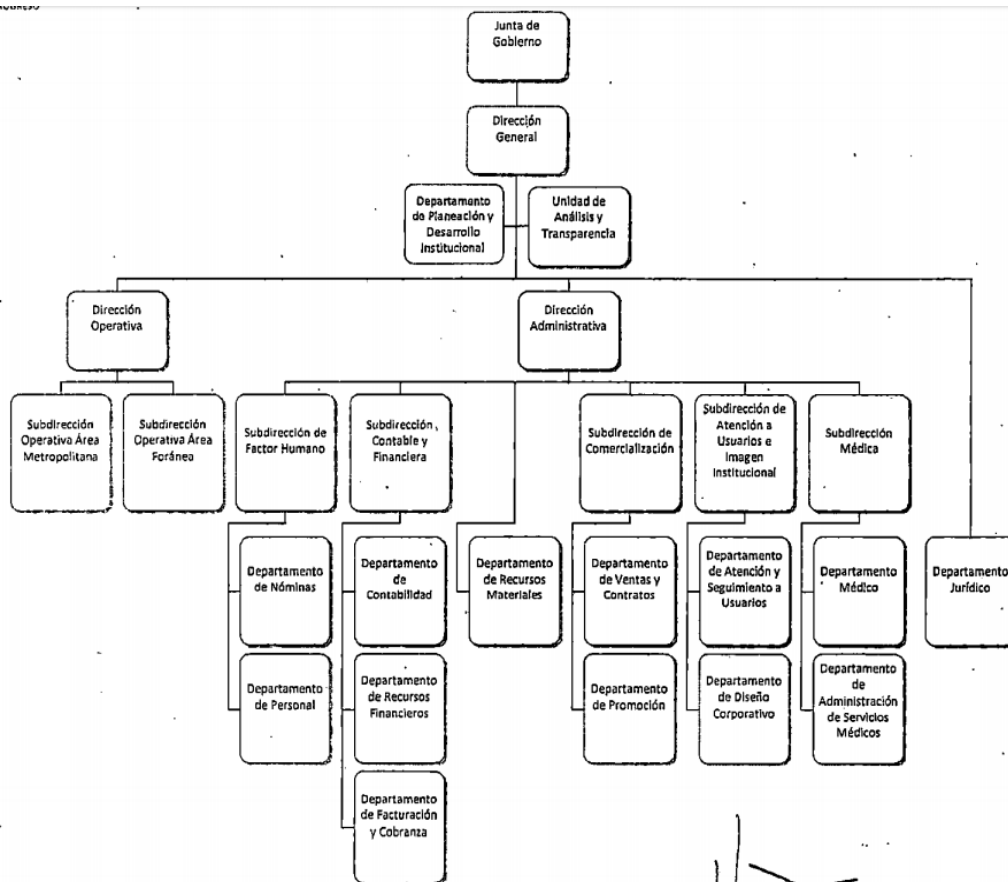 Junta de
Gobierno
Dirección
General
Departamento
de Planeación y
Desarrollo
Institucional
Unidad de
Análisis y
Transparencia
Dirección
Operativa
Dirección
Administrativa
Subdirección
Operativa Área
Metropolitana
Subdirección
Operativa Área
Foránea
Subdirección de
Factor Humano
Subdirección
Contable y
Financiera
Subdirección de
Comercialización
Subdirección de
Atención a
Usuarios e
Imagen
Institucional
Subdirección
Médica
Departamento
de Nóminas
Departamento
de
Contabilidad
Departamento
de Recursos
Materiales
Departamento
de Ventas y
Contratos
Departamento
de Atención y
Seguimiento a
Usuarios
Departamento
Médico
Departamento
Jurídico
Departamento
de Personal
Departamento
de Recursos
Financieros
Departamento
de Promoción
Departamento
de Diseño
Corporativo
Departamento
de
Administración
de Servicios
Médicos
Departamento
de Facturación
y Cobranza